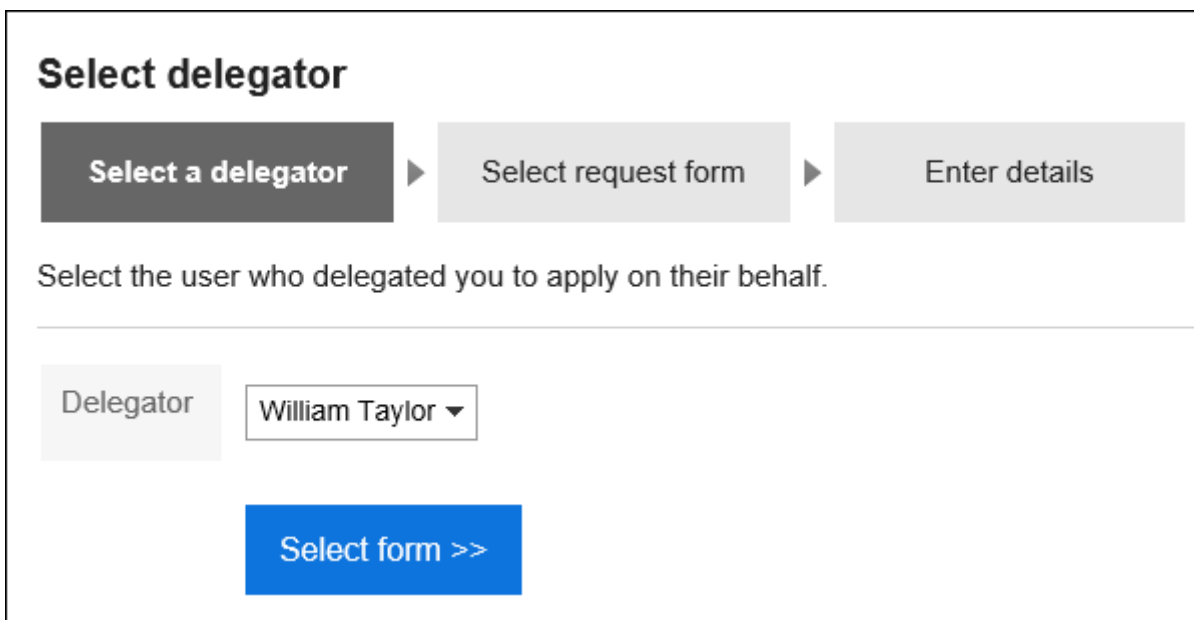 Select delegator
Select a delegator Select request form Enter details
Select the user who delegated you to apply on their behalf.
Delegator William Taylor
Select form >>